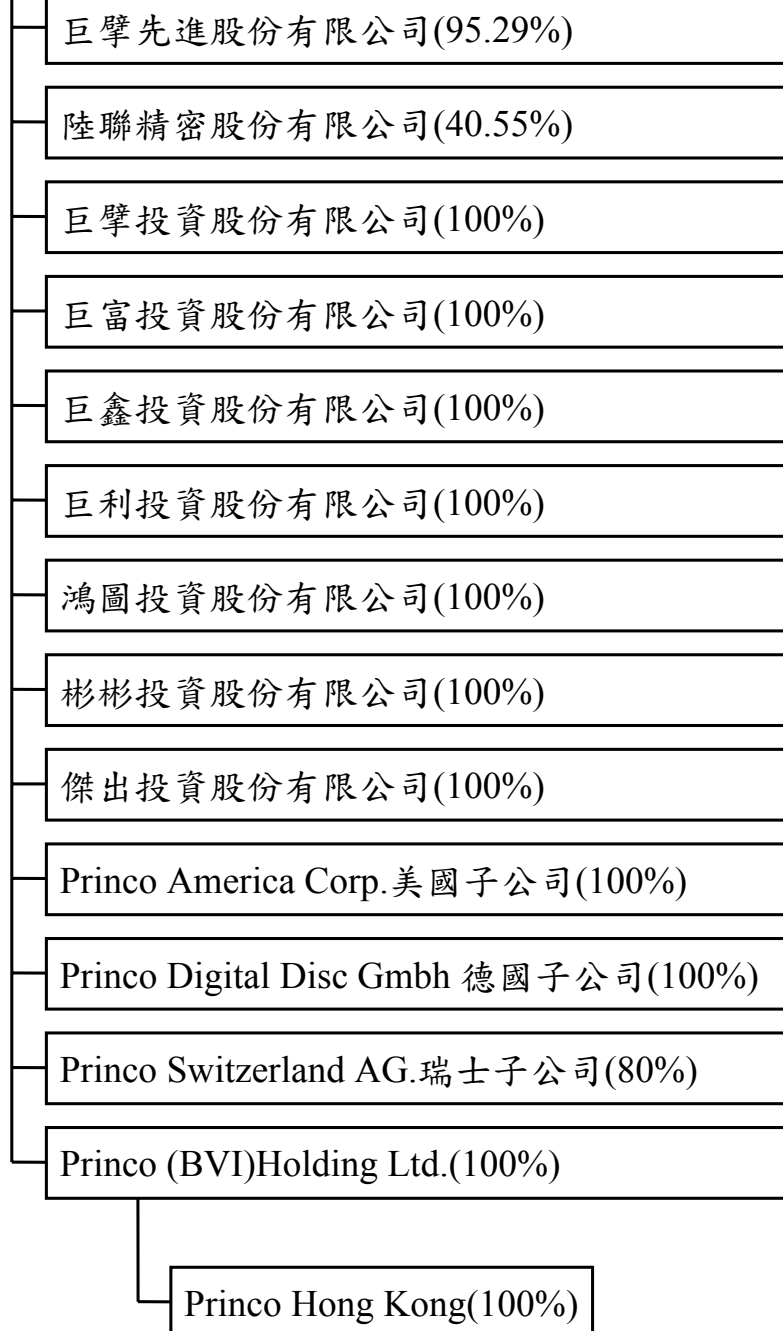 巨擘先進股份有限公司(95.29%)
陸聯精密股份有限公司(40.55%)
巨擘投資股份有限公司(100%)
巨富投資股份有限公司(100%)
巨鑫投資股份有限公司(100%)
巨利投資股份有限公司(100%)
鴻圖投資股份有限公司(100%)
彬彬投資股份有限公司(100%)
傑出投資股份有限公司(100%)
Princo America Corp.美國子公司(100%)
Princo Digital Disc Gmbh 德國子公司(100%)
Princo Switzerland AG.瑞士子公司(80%)
Princo (BVI)Holding Ltd.(100%)
Princo Hong Kong(100%)